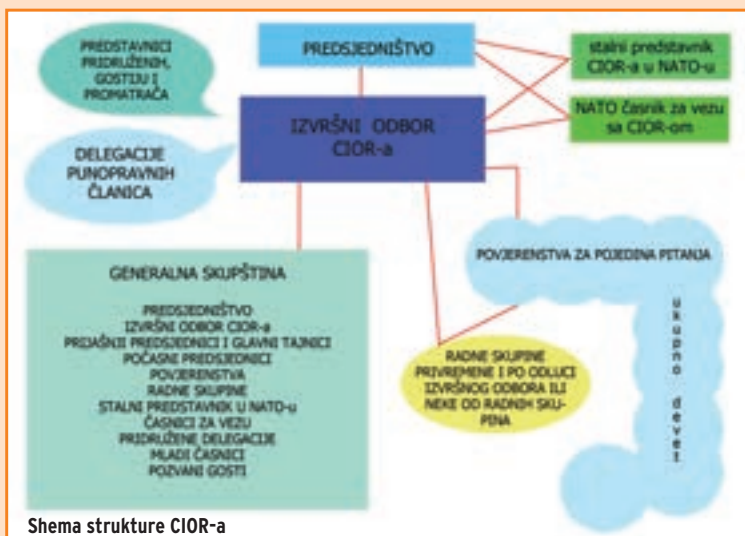 PREDSTAVNICI
PRIDRUŽENIH,
GOSTIJU I
PROMATRAČA
PREDSJEDNIŠTVO
stalni predstavnik
CIOR-a u NATO-u
NATO časnik za vezu
sa CIOR-om
IZVRŠNI ODBOR
CIOR-a
DELEGACIJE
PUNOPRAVNIH
ČLANICA
GENERALNA SKUPŠTINA
PREDSJEDNIŠTVO
IZVRŠNI ODBOR CIOR-a
PRIJAŠNJI PREDSJEDNICI I GLAVNI TAJNICI
POČASNI PREDSJEDNICI
POVJERENSTVA
RADNE SKUPINE
STALNI PREDSTAVNIK U NATO-u
ČASNICI ZA VEZU
PRIDRUŽENE DELEGACIJE
MLADI ČASNICI
POZVANI GOSTI
POVJERENSTVA ZA POJEDINA PITANJA
ukupno devet
RADNE SKUPINE
PRIVREMENE I PO ODLUCI
IZVRŠNOG ODBORA ILI
NEKE OD RADNIH SKU-
PINA
Shema strukture CIOR-a